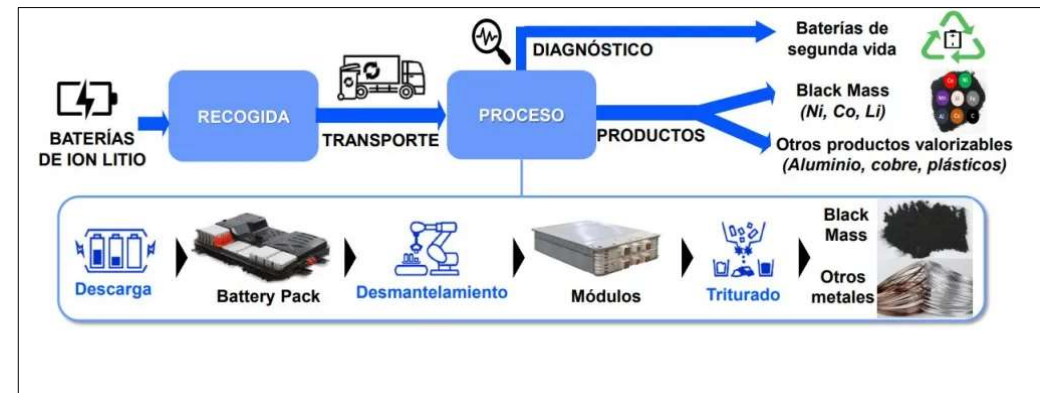 BATERÍAS
DE ION LITIO
RECOGIDA
TRANSPORTE
PROCESO
DIAGNÓSTICO
PRODUCTOS
Baterías de
segunda vida
Black Mass
(Ni, Co, Li)
Otros productos valorizables
(Aluminio, cobre, plásticos)
Descarga
Battery Pack
Desmantelamiento
Módulos
Triturado
Black
Mass
Otros
metales